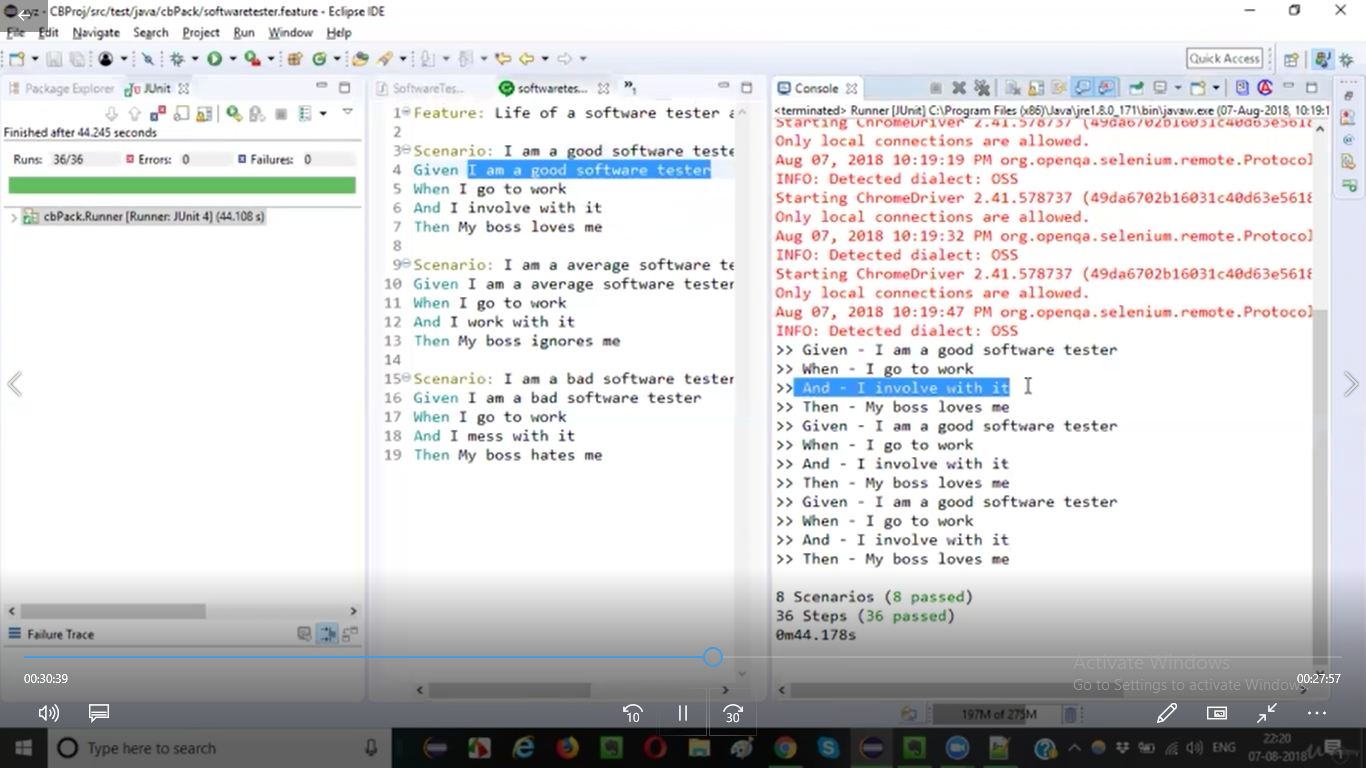 xyz - CBProj/src/test/java/cbPack/softwaretester.feature - Eclipse IDE
File Edit Navigate Search Project Run Window Help
Quick Access
Package Explorer JUnit
Finished after 44.245 seconds
Runs: 36/36 Errors: 0 Failures: 0
cbPack.Runner [Runner: JUnit 4] (44.108 s)
Failure Trace
SoftwareTes... softwaretes... »1
1 Feature: Life of a software tester
2
3 Scenario: I am a good software teste
4 Given I am a good software tester
5 When I go to work
6 And I involve with it
7 Then My boss loves me
8
9 Scenario: I am a average software te
10 Given I am a average software tester
11 When I go to work
12 And I work with it
13 Then My boss ignores me
14
15 Scenario: I am a bad software tester
16 Given I am a bad software tester
17 When I go to work
18 And I mess with it
19 Then My boss hates me
Console
<terminated> Runner [JUnit] C:\Program Files (x86)\Java\jre1.8.0_171\bin\javaw.exe (07-Aug-2018, 10:19:1
Starting ChromeDriver 2.41.578737 (49da6702b16031c40d63e5618
Only local connections are allowed.
Aug 07, 2018 10:19:19 PM org.openqa.selenium.remote.Protocol
INFO: Detected dialect: OSS
Starting ChromeDriver 2.41.578737 (49da6702b16031c40d63e5618
Only local connections are allowed.
Aug 07, 2018 10:19:32 PM org.openqa.selenium.remote.Protocol
INFO: Detected dialect: OSS
Starting ChromeDriver 2.41.578737 (49da6702b16031c40d63e5618
Only local connections are allowed.
Aug 07, 2018 10:19:47 PM org.openqa.selenium.remote.Protocol
INFO: Detected dialect: OSS
>> Given - I am a good software tester
>> When - I go to work
>> And - I involve with it
>> Then - My boss loves me
>> Given - I am a good software tester
>> When - I go to work
>> And - I involve with it
>> Then - My boss loves me
>> Given - I am a good software tester
>> When - I go to work
>> And - I involve with it
>> Then - My boss loves me
8 Scenarios (8 passed)
36 Steps (36 passed)
0m44.178s
Activate Windows
Go to Settings to activate Windows.
00:30:39
00:27:57
10
30
197M of 275M
Type here to search
ENG
22:20
07-08-2018